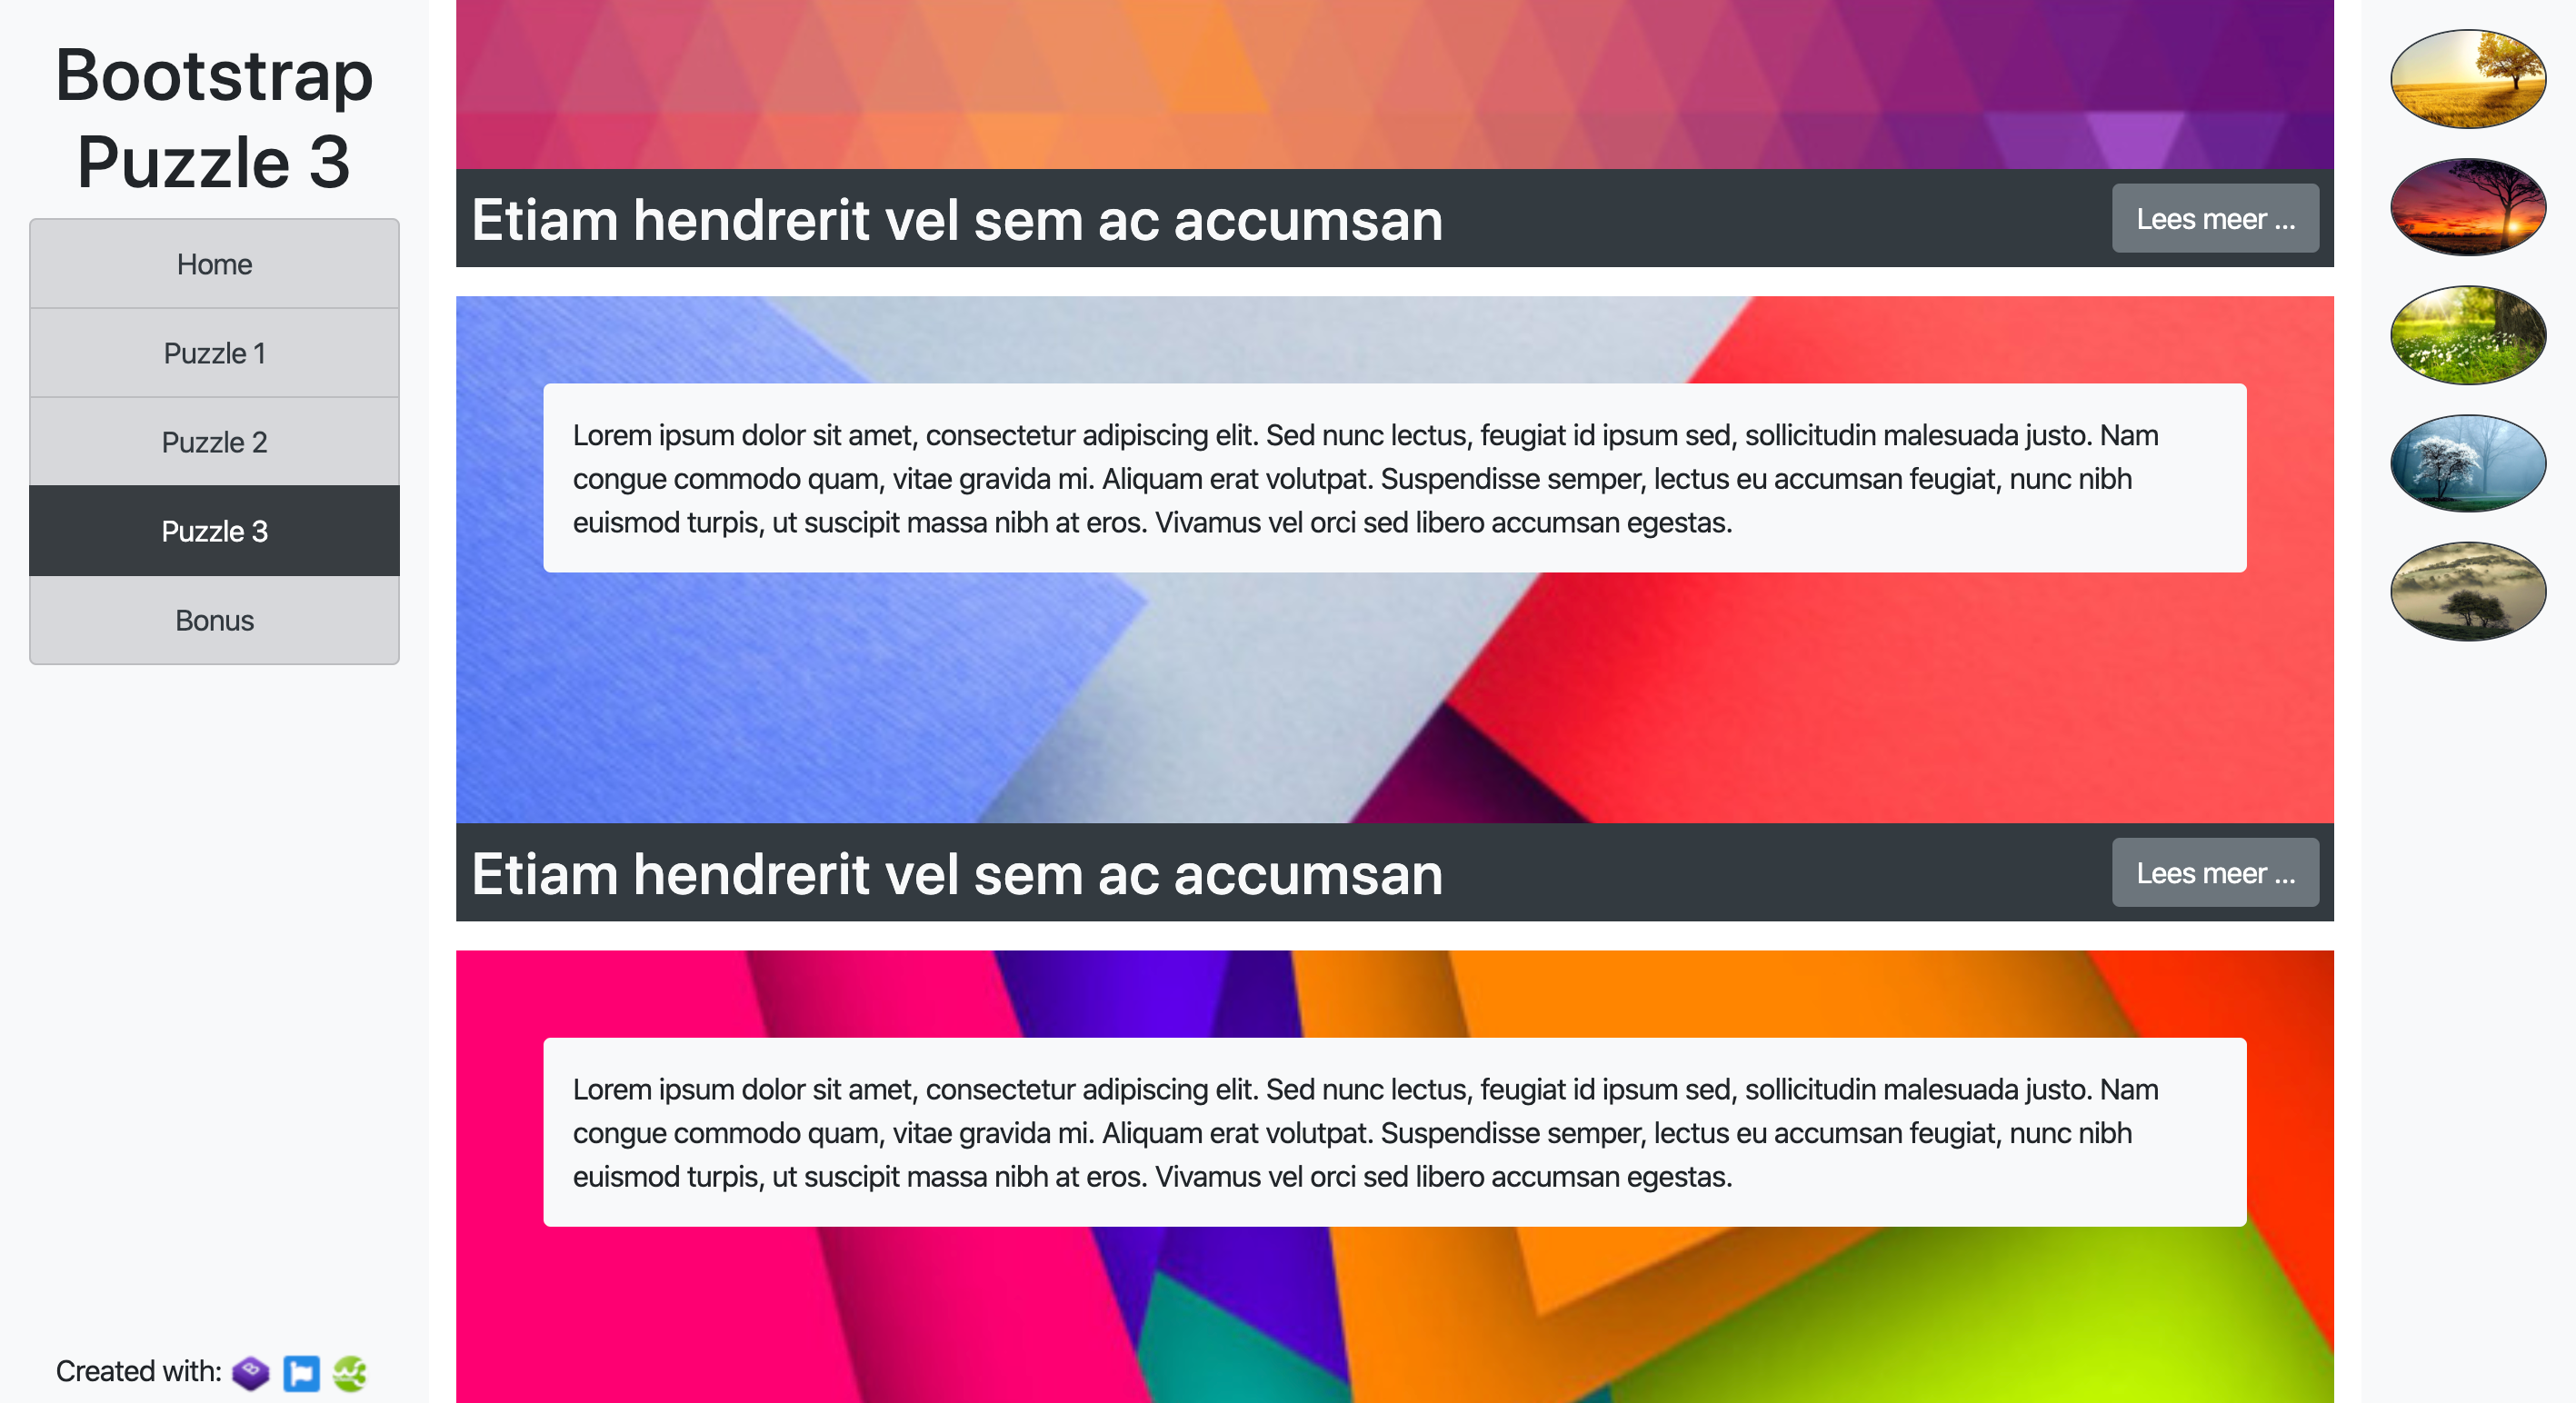 Bootstrap
Puzzle 3
Home
Puzzle 1
Puzzle 2
Puzzle 3
Bonus
Created with:
Etiam hendrerit vel sem ac accumsan
Lees meer ...
Lorem ipsum dolor sit amet, consectetur adipiscing elit. Sed nunc lectus, feugiat id ipsum sed, sollicitudin malesuada justo. Nam
congue commodo quam, vitae gravida mi. Aliquam erat volutpat. Suspendisse semper, lectus eu accumsan feugiat, nunc nibh
euismod turpis, ut suscipit massa nibh at eros. Vivamus vel orci sed libero accumsan egestas.
Etiam hendrerit vel sem ac accumsan
Lees meer ...
Lorem ipsum dolor sit amet, consectetur adipiscing elit. Sed nunc lectus, feugiat id ipsum sed, sollicitudin malesuada justo. Nam
congue commodo quam, vitae gravida mi. Aliquam erat volutpat. Suspendisse semper, lectus eu accumsan feugiat, nunc nibh
euismod turpis, ut suscipit massa nibh at eros. Vivamus vel orci sed libero accumsan egestas.